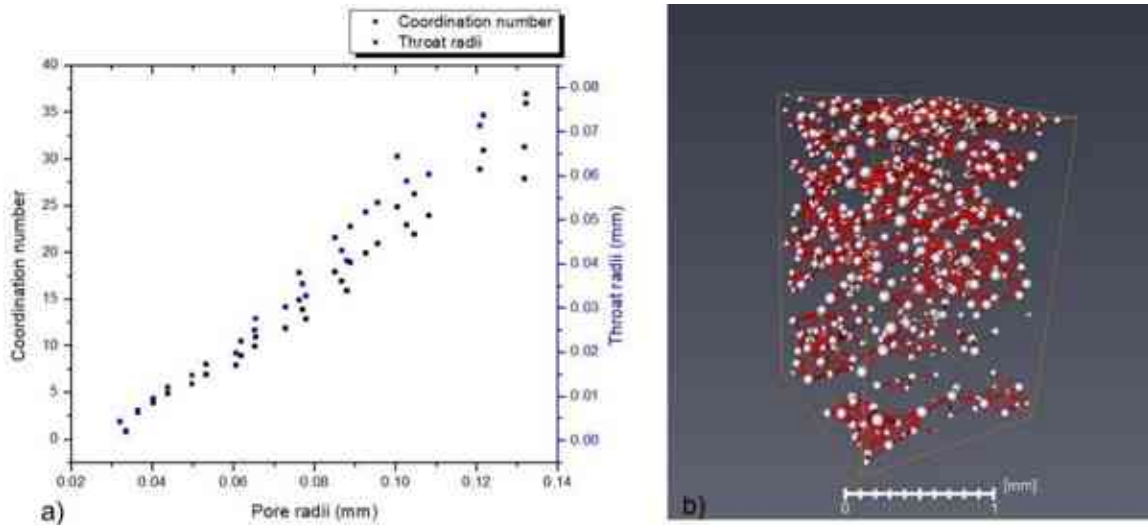 Coordination number
Throat radii
40
35
30
25
20
15
10
5
0
Coordination number
0.08
0.07
0.06
0.05
0.04
0.03
0.02
0.01
0.00
Throat radii (mm)
0.02 0.04 0.06 0.08 0.10 0.12 0.14
Pore radii (mm)
a)
b)
[mm]
0 1